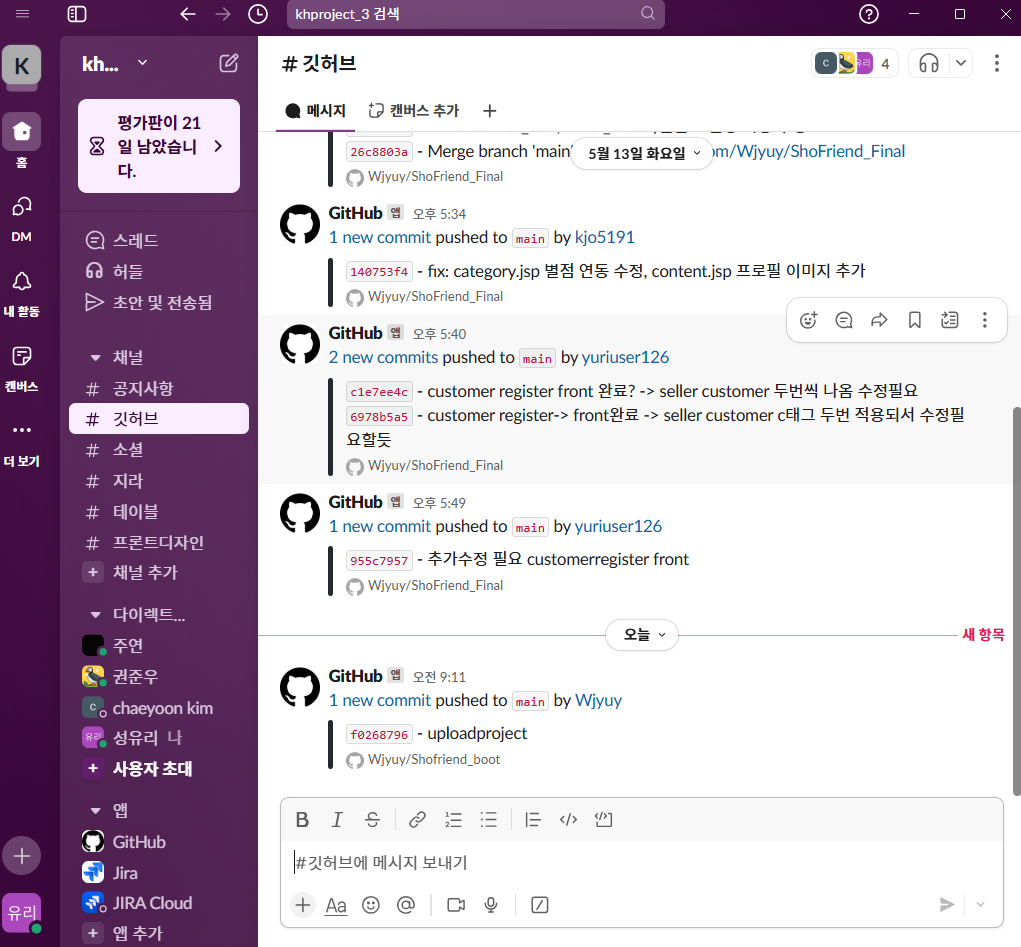 khproject_3 검색
K
kh...
# 깃허브
C
유리
4
평가판이 21
일 남았습니
다.
메시지
캔버스 추가
홈
DM
내 활동
캔버스
더 보기
스레드
허들
초안 및 전송됨
채널
# 공지사항
# 깃허브
# 소셜
# 지라
# 테이블
# 프론트디자인
+ 채널 추가
다이렉트...
주연
권준우
C
chaeyoon kim
유리
성유리 나
+ 사용자 초대
앱
GitHub
Jira
JIRA Cloud
+ 앱 추가
유리
26c8803a - Merge branch 'main' om/Wjyuy/ShoFriend_Final
5월 13일 화요일
Wjyuy/ShoFriend_Final
GitHub 앱 오후 5:34
1 new commit pushed to main by kjo5191
140753f4 - fix: category.jsp 별점 연동 수정, content.jsp 프로필 이미지 추가
Wjyuy/ShoFriend_Final
GitHub 앱 오후 5:40
2 new commits pushed to main by yuriuser126
c1e7ee4c - customer register front 완료? -> seller customer 두번씩 나옴 수정필요
6978b5a5 - customer register-> front완료 -> seller customer c태그 두번 적용되서 수정필
요할듯
Wjyuy/ShoFriend_Final
GitHub 앱 오후 5:49
1 new commit pushed to main by yuriuser126
955c7957 - 추가수정 필요 customerregister front
Wjyuy/ShoFriend_Final
오늘
새 항목
GitHub 앱 오전 9:11
1 new commit pushed to main by Wjyuy
f0268796 - uploadproject
Wjyuy/Shofriend_boot
B I S
#깃허브에 메시지 보내기
Aa